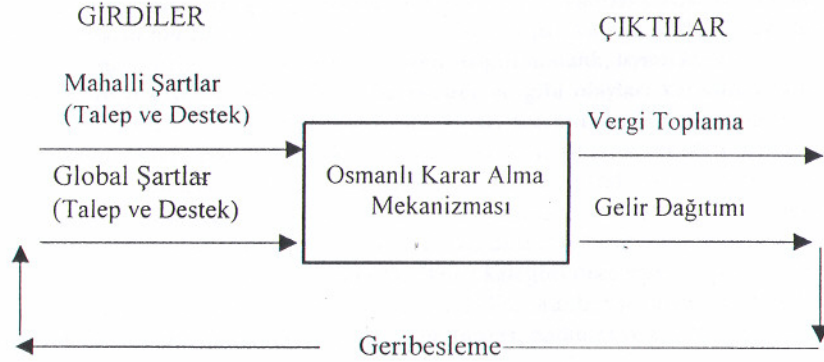 GİRDİLER
ÇIKTILAR
Mahalli Şartlar
(Talep ve Destek)
Global Şartlar
(Talep ve Destek)
Osmanlı Karar Alma
Mekanizması
Vergi Toplama
Gelir Dağıtımı
Geribesleme